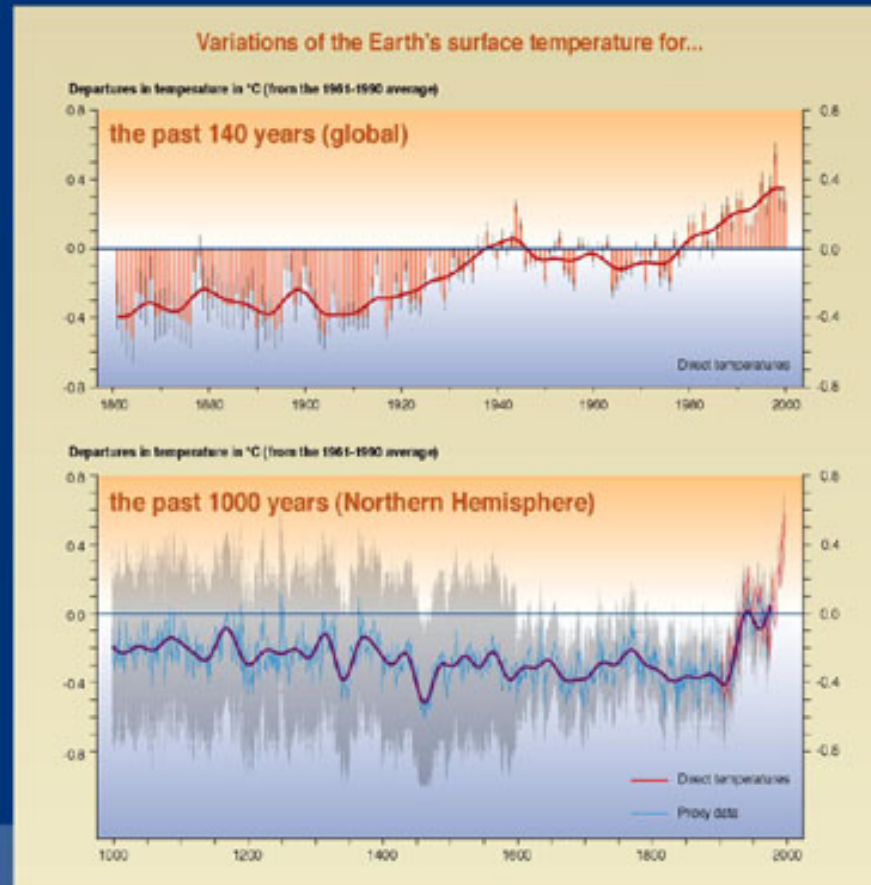 Variations of the Earth's surface temperature for...
Departures in temperature in °C (from the 1961-1990 average)
0.8 0.8
the past 140 years (global)
0.4 0.4
0.0 0.0
-0.4 -0.4
Direct temperatures
-0.8 -0.8
1860 1880 1900 1920 1940 1960 1980 2000
Departures in temperature in °C (from the 1961-1990 average)
0.8 0.8
the past 1000 years (Northern Hemisphere)
0.4 0.4
0.0 0.0
-0.4 -0.4
-0.8 -0.8
Direct temperatures
Proxy data
1000 1200 1400 1600 1800 2000